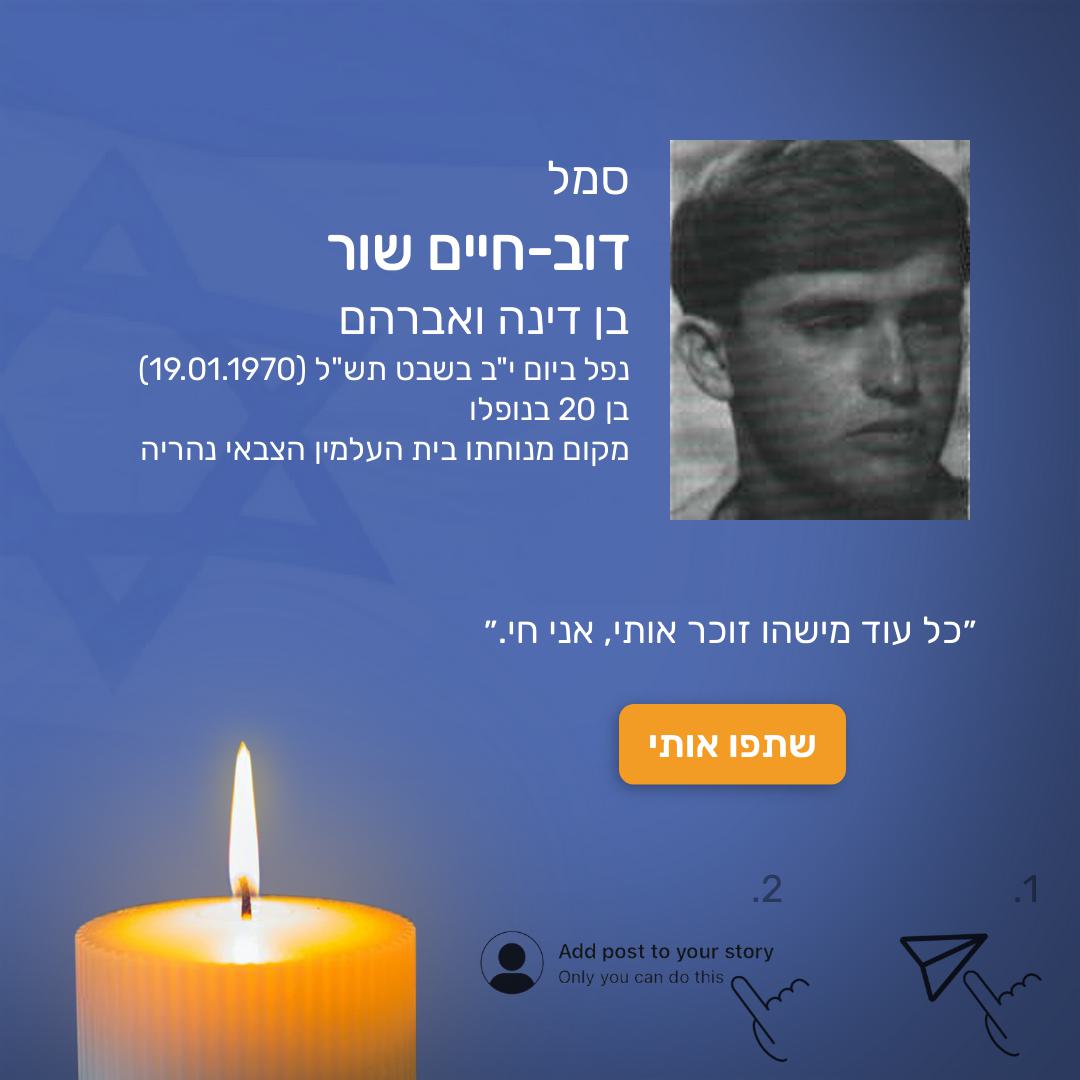 סמל
דוב-חיים שור
בן דינה ואברהם
נפל ביום י"ב בשבט תש"ל (19.01.1970)
בן 20 בנופלו
מקום מנוחתו בית העלמין הצבאי נהריה
״כל עוד מישהו זוכר אותי, אני חי.״
שתפו אותי
1.
2.
Add post to your story
Only you can do this